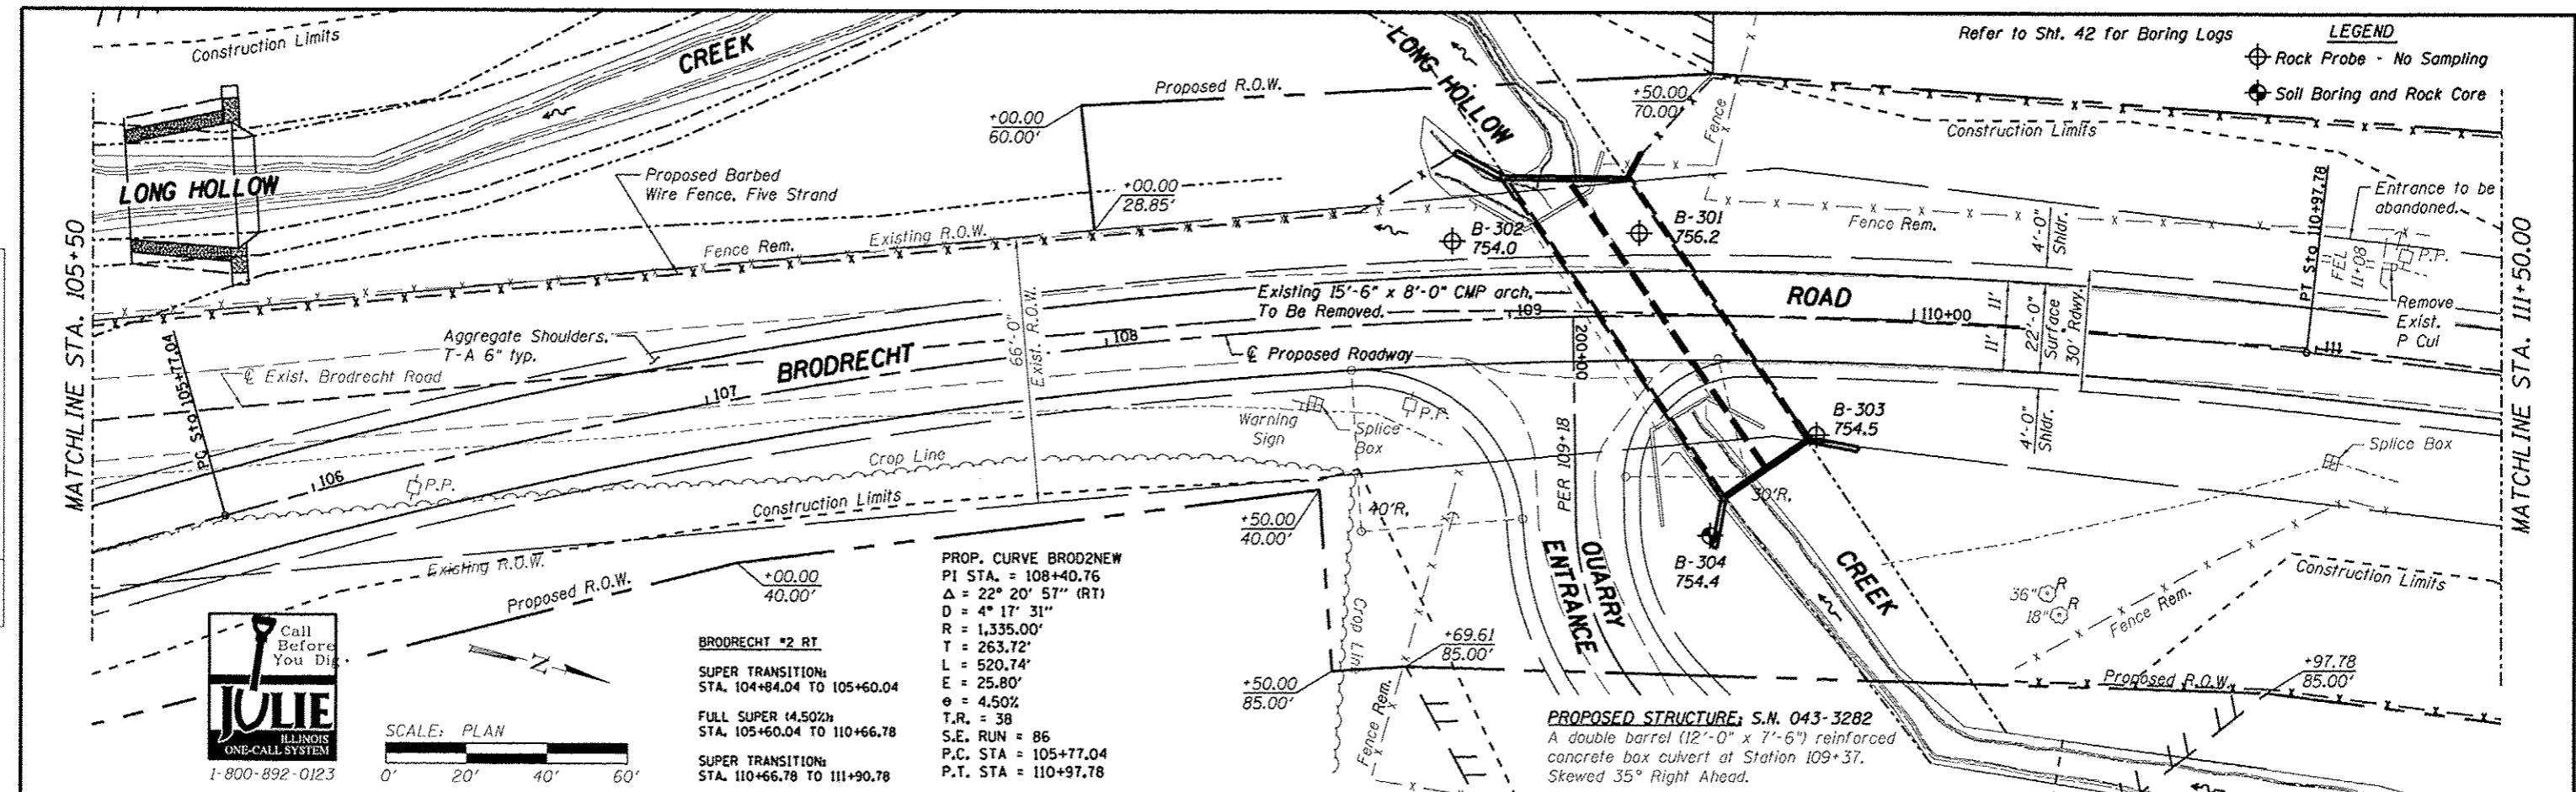 Construction Limits
CREEK
LONG HOLLOW
MATCHLINE STA. 105+50
Proposed Barbed
Wire Fence, Five Strand
+00.00
60.00'
Proposed R.O.W.
+00.00
28.85'
Fence Rem.
Existing R.O.W.
66'-0"
Exist. R.O.W.
LONG HOLLOW
+50.00
70.00'
Fence
Refer to Sht. 42 for Boring Logs
LEGEND
Rock Probe - No Sampling
Soil Boring and Rock Core
Construction Limits
B-302
754.0
B-301
756.2
Fence Rem.
4'-0"
Shldr.
PT Sta 110+97.78
Entrance to be
abandoned.
FEL
11+08
P.P.
Remove
Exist.
P Cul
MATCHLINE STA. 111+50.00
Aggregate Shoulders,
T-A 6" typ.
℄ Exist. Brodrecht Road
PC Sta 105+77.04
106
107
108
109
110+00
111
BRODRECHT
ROAD
Existing 15'-6" x 8'-0" CMP arch,
To Be Removed.
℄ Proposed Roadway
200+00
PER 109+18
11'
11'
22'-0"
Surface
30' Rdwy.
4'-0"
Shldr.
P.P.
Crop Line
Construction Limits
Warning
Sign
Splice
Box
P.P.
B-303
754.5
Splice Box
Existing R.O.W.
Proposed R.O.W.
+00.00
40.00'
+50.00
40.00'
40'R.
30'R.
B-304
754.4
QUARRY
ENTRANCE
CREEK
36" R
18" R
Fence Rem.
Construction Limits
Crop Line
+69.61
85.00'
+50.00
85.00'
Fence Rem.
Proposed R.O.W.
+97.78
85.00'
Call
Before
You Dig.
JULIE
ILLINOIS
ONE-CALL SYSTEM
1-800-892-0123
N
SCALE: PLAN
0' 20' 40' 60'
BRODRECHT #2 RT
SUPER TRANSITION:
STA. 104+84.04 TO 105+60.04
FULL SUPER (4.50%):
STA. 105+60.04 TO 110+66.78
SUPER TRANSITION:
STA. 110+66.78 TO 111+90.78
PROP. CURVE BROD2NEW
PI STA. = 108+40.76
Δ = 22° 20' 57" (RT)
D = 4° 17' 31"
R = 1,335.00'
T = 263.72'
L = 520.74'
E = 25.80'
e = 4.50%
T.R. = 38
S.E. RUN = 86
P.C. STA = 105+77.04
P.T. STA = 110+97.78
PROPOSED STRUCTURE: S.N. 043-3282
A double barrel (12'-0" x 7'-6") reinforced
concrete box culvert at Station 109+37.
Skewed 35° Right Ahead.